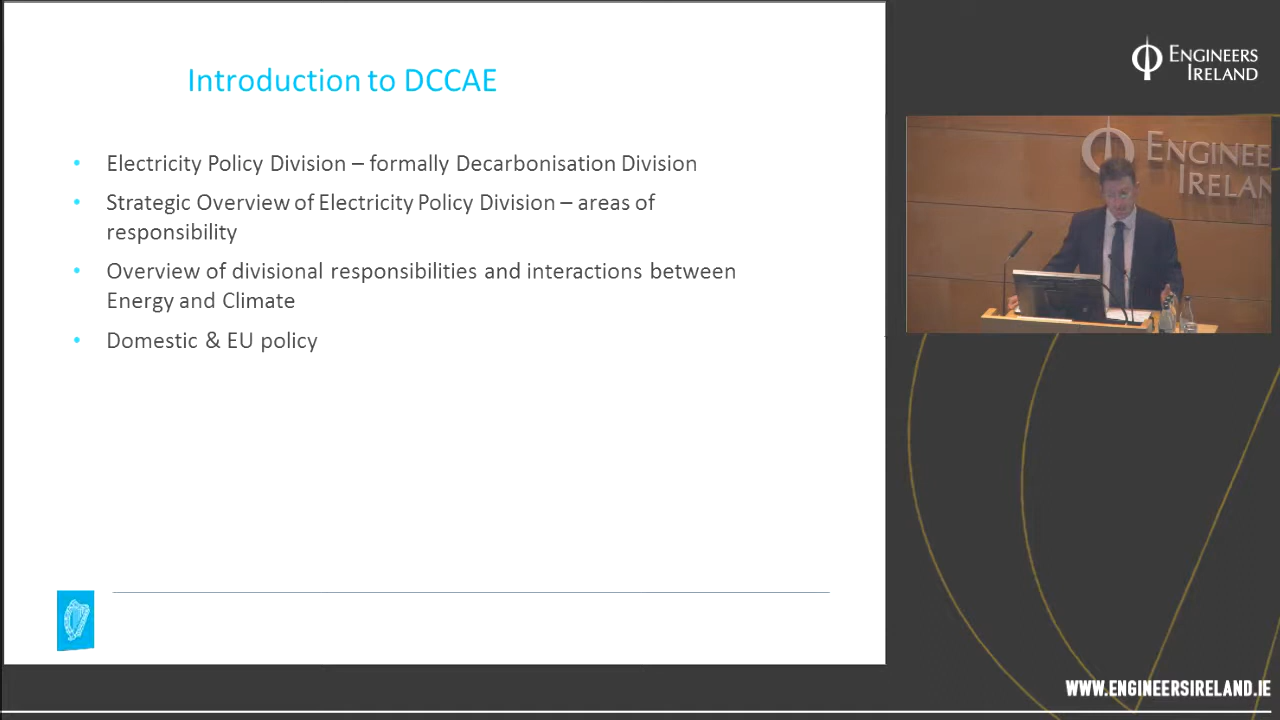 Introduction to DCCAE
• Electricity Policy Division – formally Decarbonisation Division
• Strategic Overview of Electricity Policy Division – areas of
responsibility
• Overview of divisional responsibilities and interactions between
Energy and Climate
• Domestic & EU policy
ENGINEERS
IRELAND
ENGINEE
IRELAN
WWW.ENGINEERSIRELAND.IE